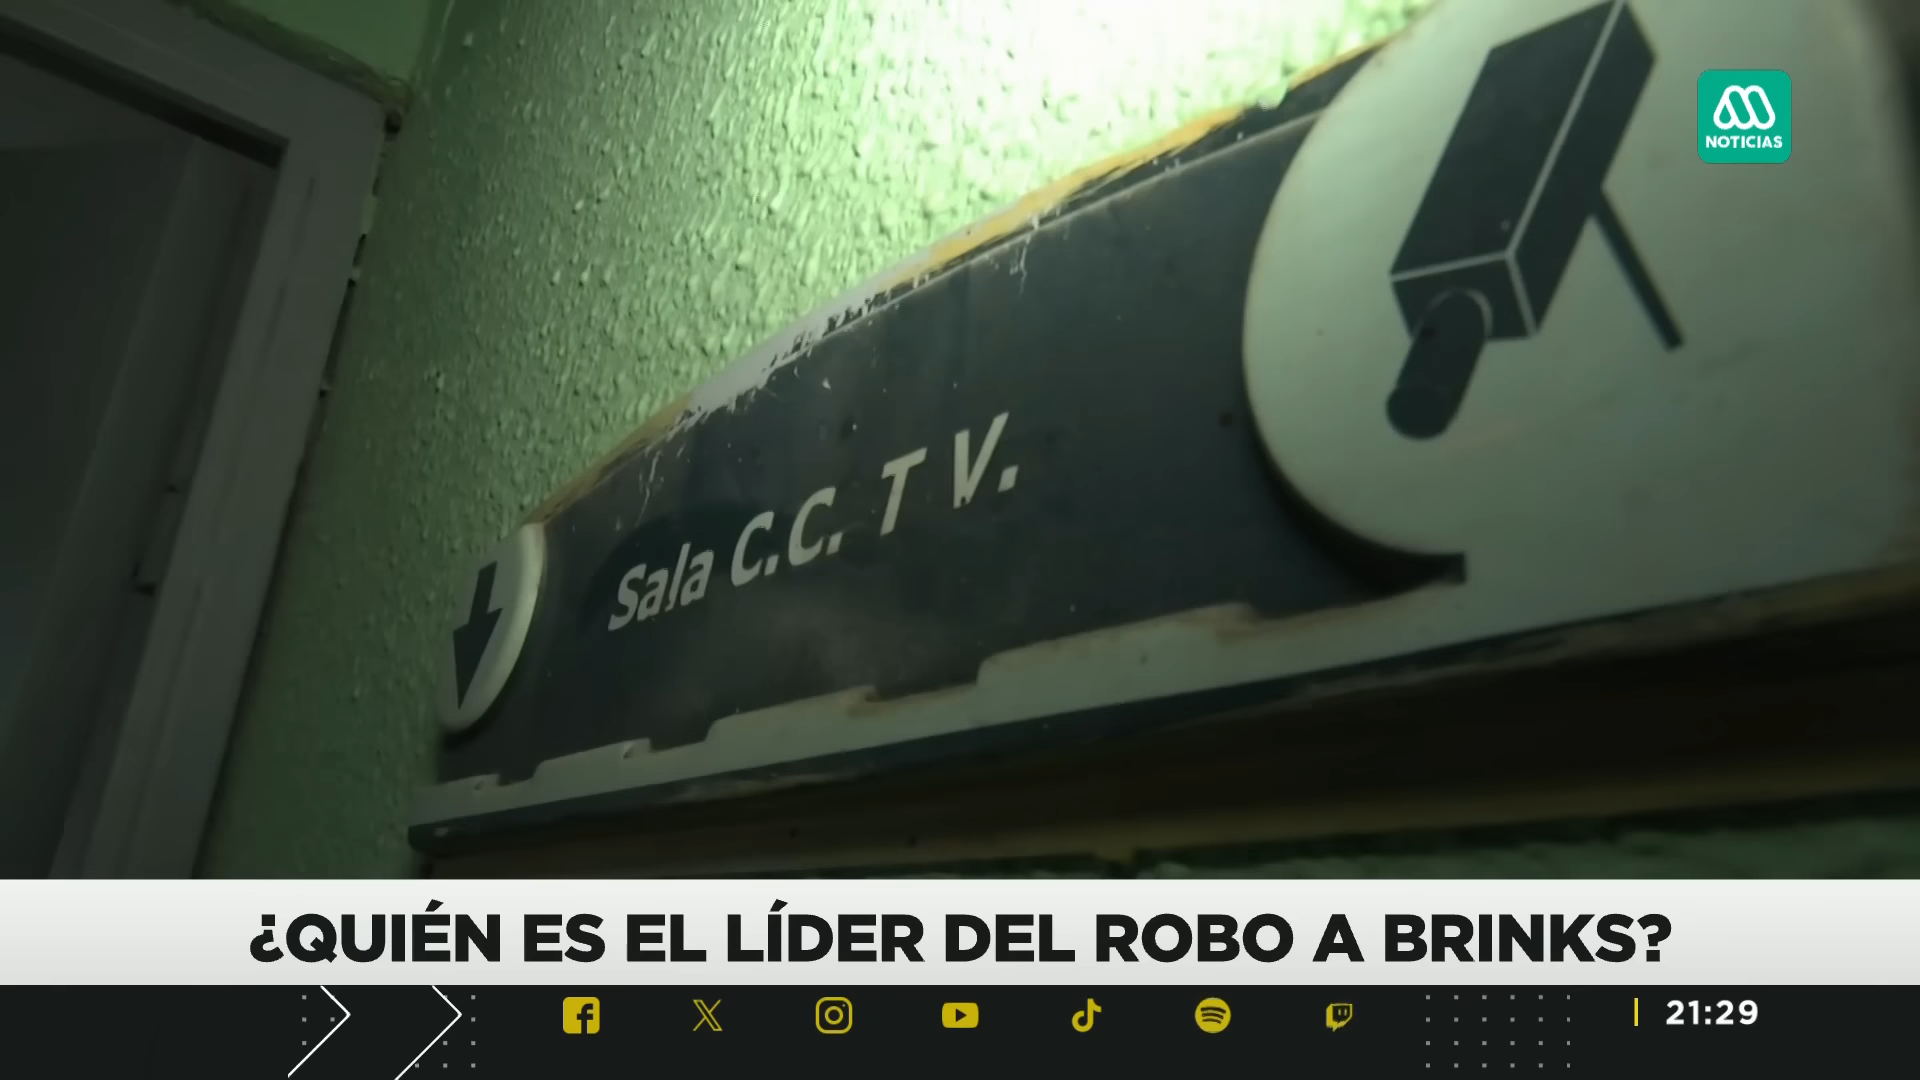 NOTICIAS
Sala C.C. T V.
¿QUIÉN ES EL LÍDER DEL ROBO A BRINKS?
21:29